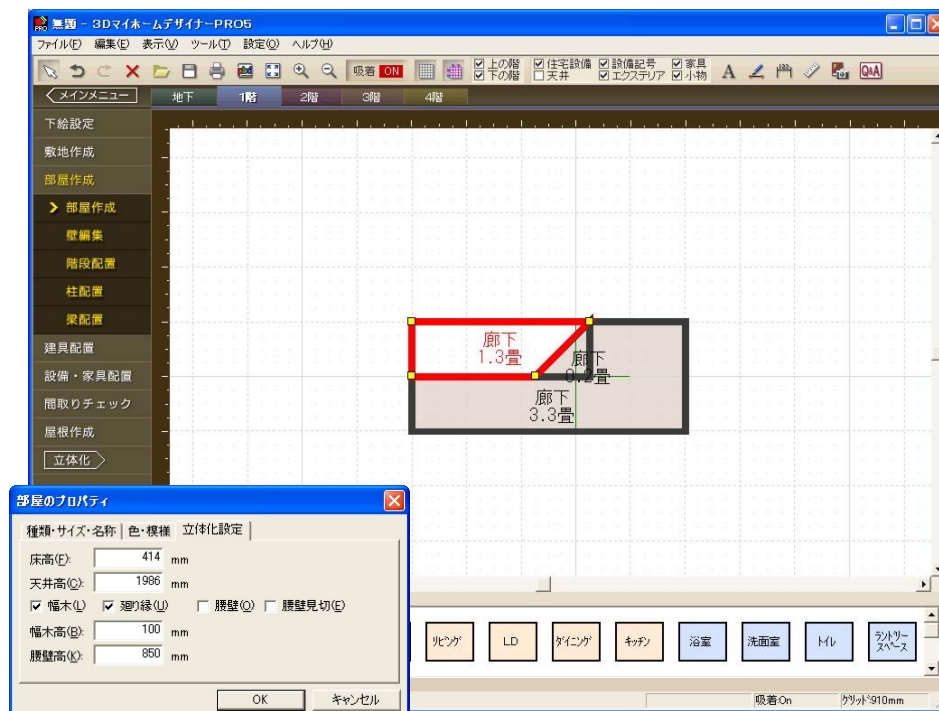 無題 - 3DマイホームデザイナーPRO5
ファイル(F) 編集(E) 表示(V) ツール(T) 設定(O) ヘルプ(H)
吸着 ON
上の階
下の階
住宅設備
天井
設備記号
エクステリア
家具
小物
A
Q&A
メインメニュー
地下 1階 2階 3階 4階
下絵設定
敷地作成
部屋作成
部屋作成
壁編集
階段配置
柱配置
梁配置
建具配置
設備・家具配置
間取りチェック
屋根作成
立体化
廊下
1.3畳
廊下
0.2畳
廊下
3.3畳
部屋のプロパティ
種類・サイズ・名称 色・模様 立体化設定
床高(F): 414 mm
天井高(C): 1986 mm
幅木(L) 廻り縁(U) 腰壁(O) 腰壁見切(E)
幅木高(B): 100 mm
腰壁高(K): 850 mm
OK キャンセル
リビング LD ダイニング キッチン 浴室 洗面室 トイレ ランドリースペース
吸着:On グリッド:910mm